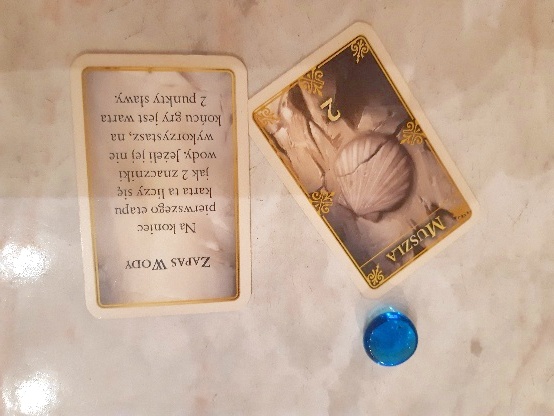 Zapas Wody
Na koniec
pierwszego etapu
karta ta liczy się
jak 2 znaczniki
wody. Jeżeli jej nie
wykorzystasz, na
końcu gry jest warta
2 punkty sławy.
Muszla
2